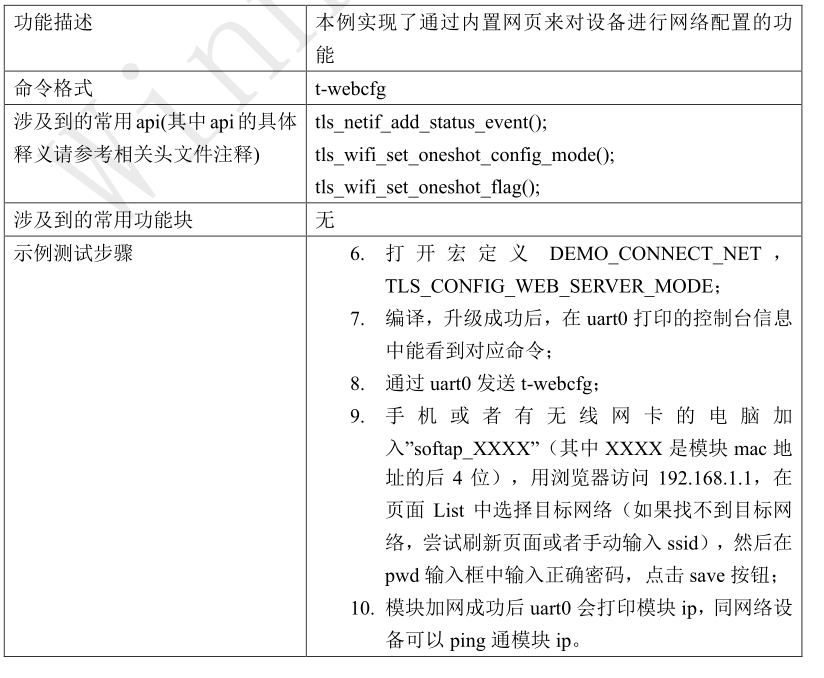 功能描述
本例实现了通过内置网页来对设备进行网络配置的功
能
命令格式
t-webcfg
涉及到的常用 api(其中 api 的具体
释义请参考相关头文件注释)
tls_netif_add_status_event();
tls_wifi_set_oneshot_config_mode();
tls_wifi_set_oneshot_flag();
涉及到的常用功能块
无
示例测试步骤
6. 打开宏定义 DEMO_CONNECT_NET，
TLS_CONFIG_WEB_SERVER_MODE；
7. 编译，升级成功后，在 uart0 打印的控制台信息
中能看到对应命令；
8. 通过 uart0 发送 t-webcfg；
9. 手机或者有无线网卡的电脑加
入”softap_XXXX”（其中 XXXX 是模块 mac 地
址的后 4 位），用浏览器访问 192.168.1.1，在
页面 List 中选择目标网络（如果找不到目标网
络，尝试刷新页面或者手动输入 ssid），然后在
pwd 输入框中输入正确密码，点击 save 按钮；
10. 模块加网成功后 uart0 会打印模块 ip，同网络设
备可以 ping 通模块 ip。